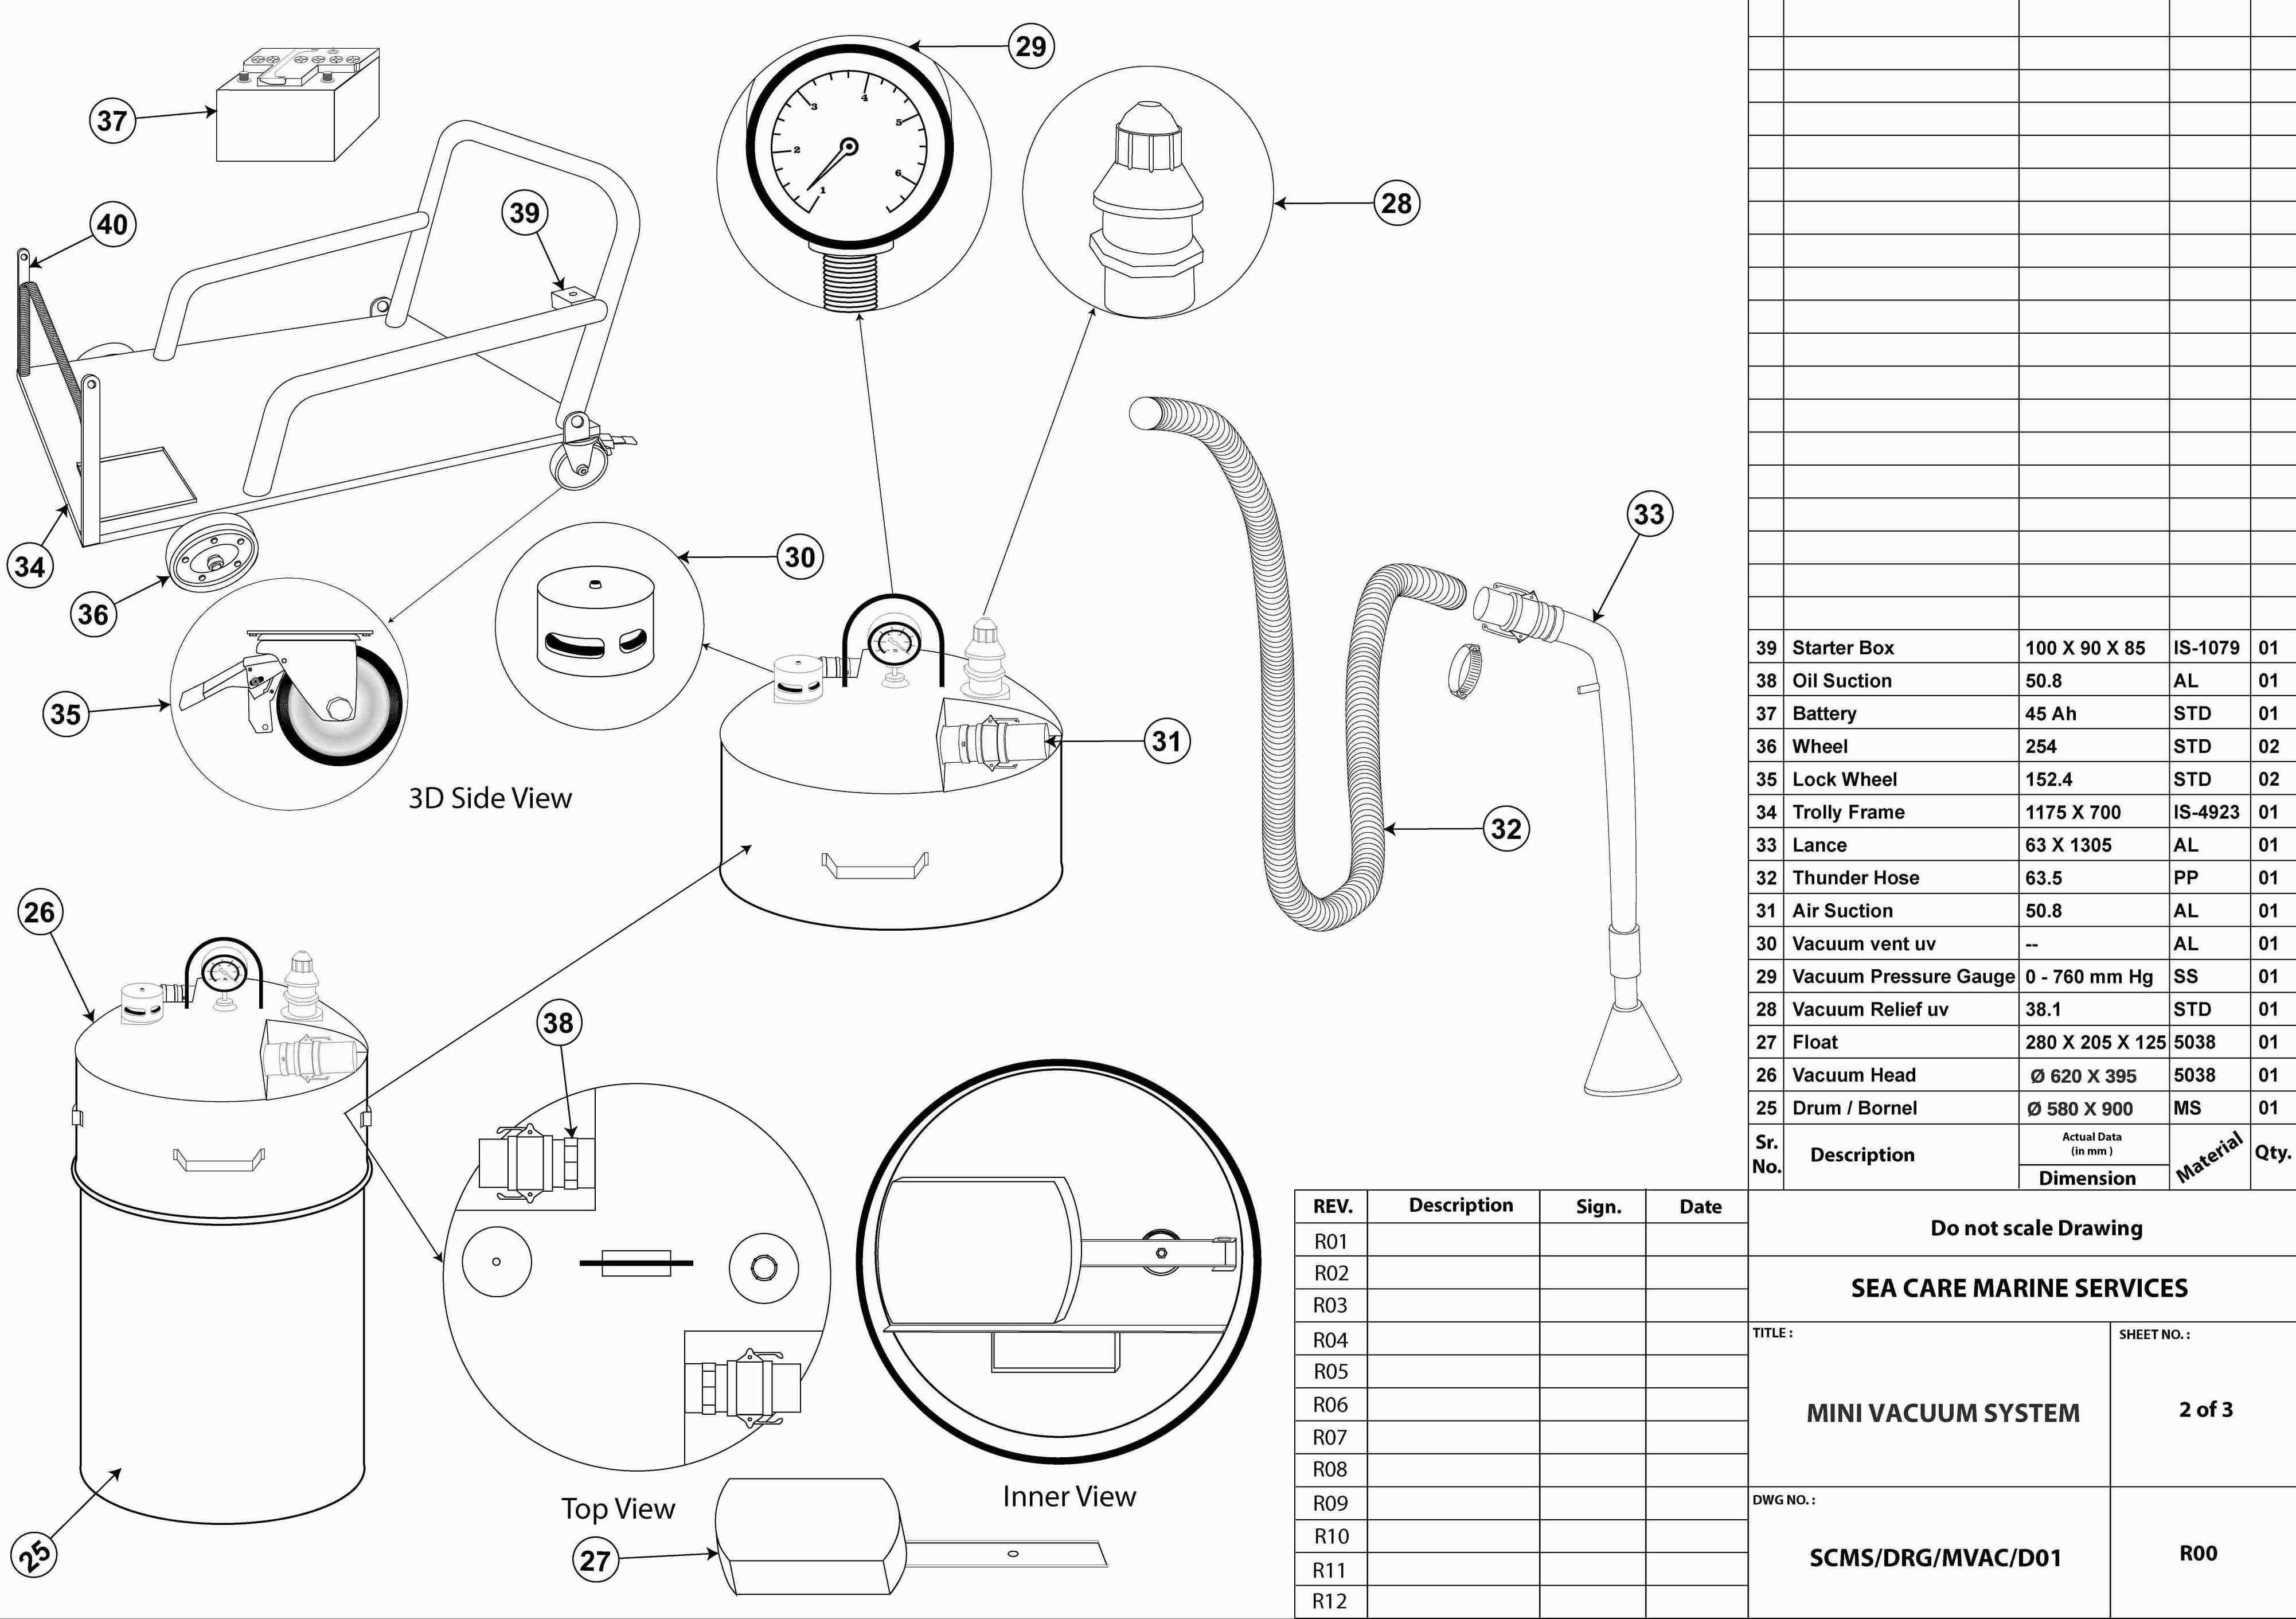 37
40
39
29
28
3
4
5
2
6
1
34
36
30
33
35
3D Side View
31
32
26
38
25
Top View
Inner View
27
39 Starter Box 100 X 90 X 85 IS-1079 01
38 Oil Suction 50.8 AL 01
37 Battery 45 Ah STD 01
36 Wheel 254 STD 02
35 Lock Wheel 152.4 STD 02
34 Trolly Frame 1175 X 700 IS-4923 01
33 Lance 63 X 1305 AL 01
32 Thunder Hose 63.5 PP 01
31 Air Suction 50.8 AL 01
30 Vacuum vent uv -- AL 01
29 Vacuum Pressure Gauge 0 - 760 mm Hg SS 01
28 Vacuum Relief uv 38.1 STD 01
27 Float 280 X 205 X 125 5038 01
26 Vacuum Head Ø 620 X 395 5038 01
25 Drum / Bornel Ø 580 X 900 MS 01
Sr. No. Description Actual Data (in mm ) Dimension Material Qty.
REV. Description Sign. Date
R01
R02
R03
R04
R05
R06
R07
R08
R09
R10
R11
R12
Do not scale Drawing
SEA CARE MARINE SERVICES
TITLE :
MINI VACUUM SYSTEM
SHEET NO. :
2 of 3
DWG NO. :
SCMS/DRG/MVAC/D01
R00